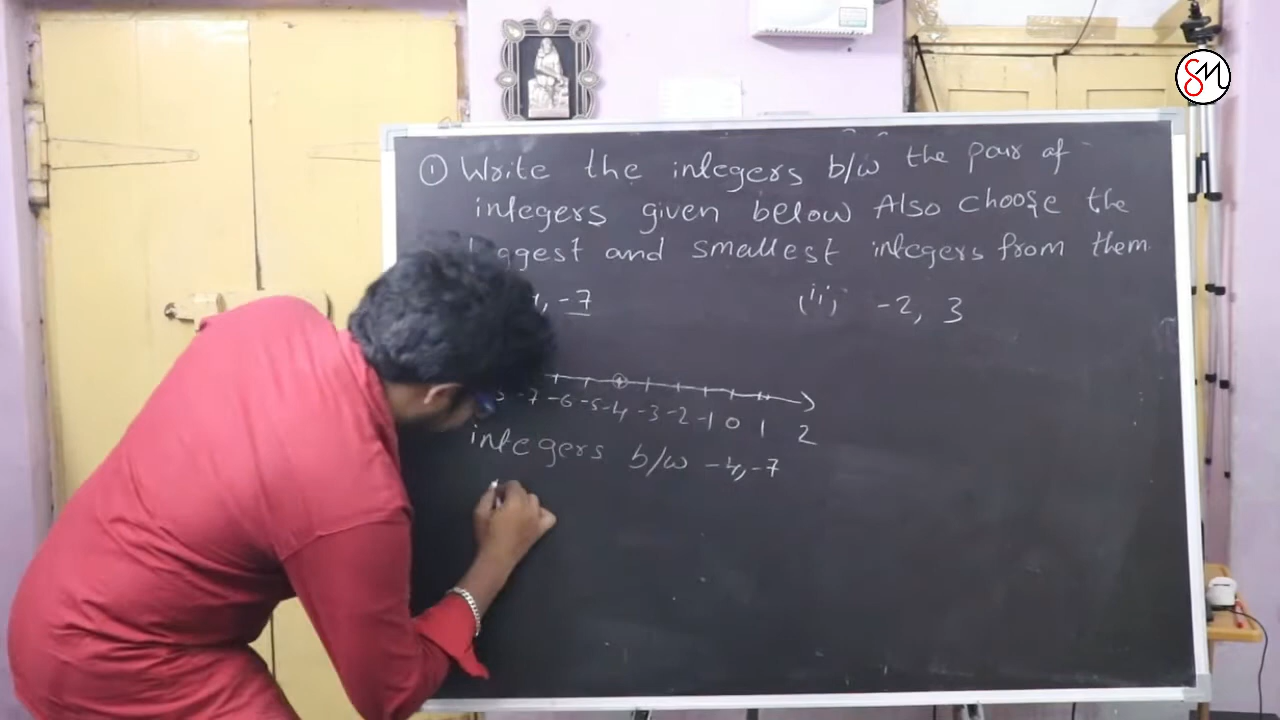 SM
① Write the integers b/w the pair of
integers given below Also choose the
and smallest integers from them.
, -7 (ii) -2, 3
-7 -6 -5 -4 -3 -2 -1 0 1 2
integers b/w -4, -7